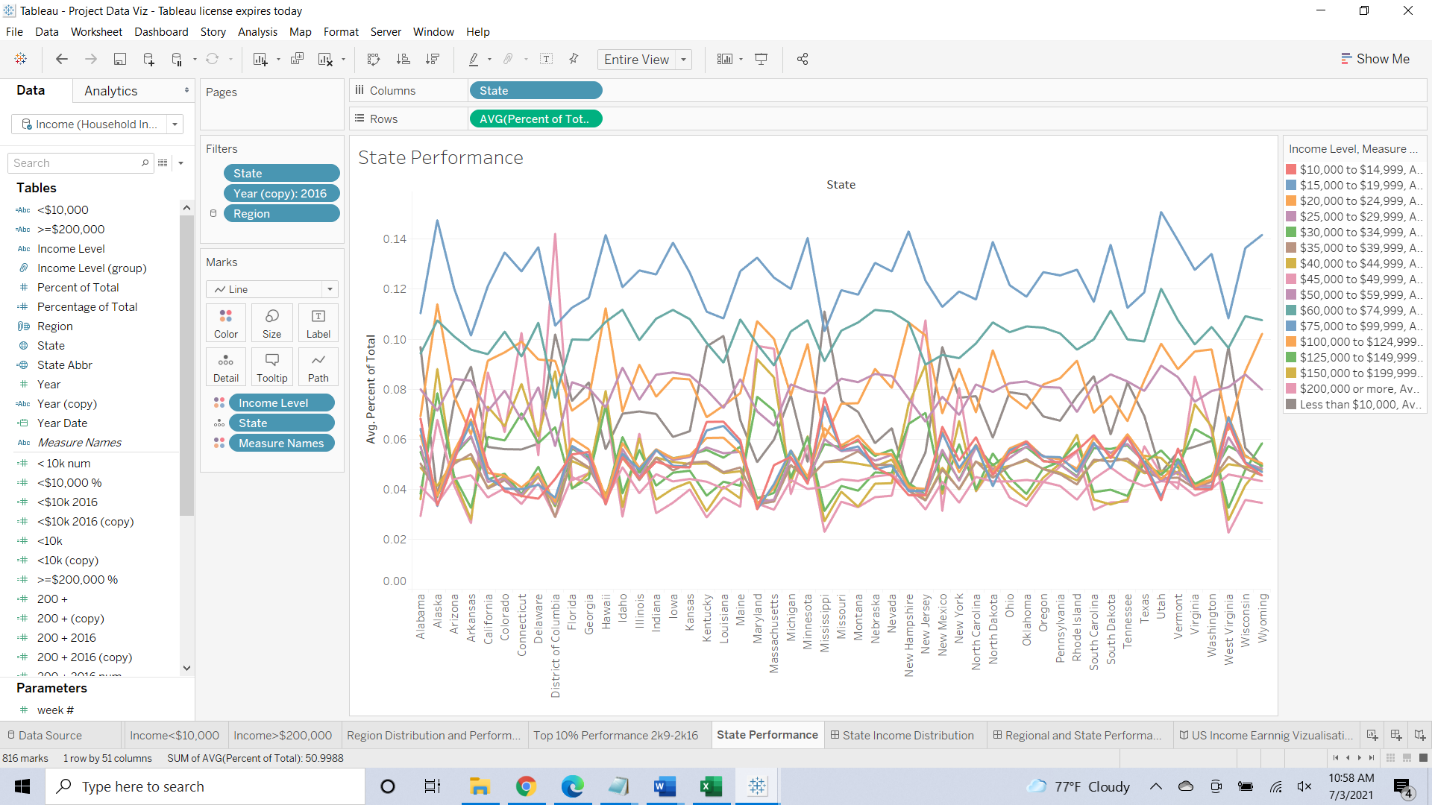 Tableau - Project Data Viz - Tableau license expires today
File Data Worksheet Dashboard Story Analysis Map Format Server Window Help
Entire View
Show Me
Data Analytics
Income (Household In...
Search
Tables
Abc <$10,000
Abc >=$200,000
Abc Income Level
Income Level (group)
# Percent of Total
# Percentage of Total
Region
State
State Abbr
# Year
Abc Year (copy)
Year Date
Abc Measure Names
# < 10k num
# <$10,000 %
# <$10k 2016
# <$10k 2016 (copy)
# <10k
# <10k (copy)
# >=$200,000 %
# 200 +
# 200 + (copy)
# 200 + 2016
# 200 + 2016 (copy)
# 200 + 2016 num
Parameters
# week #
Pages
Filters
State
Year (copy): 2016
Region
Marks
Line
Color Size Label
Detail Tooltip Path
Income Level
State
Measure Names
Columns State
Rows AVG(Percent of Tot..
State Performance
State
Avg. Percent of Total
0.14
0.12
0.10
0.08
0.06
0.04
0.02
0.00
Alabama
Alaska
Arizona
Arkansas
California
Colorado
Connecticut
Delaware
District of Columbia
Florida
Georgia
Hawaii
Idaho
Illinois
Indiana
Iowa
Kansas
Kentucky
Louisiana
Maine
Maryland
Massachusetts
Michigan
Minnesota
Mississippi
Missouri
Montana
Nebraska
Nevada
New Hampshire
New Jersey
New Mexico
New York
North Carolina
North Dakota
Ohio
Oklahoma
Oregon
Pennsylvania
Rhode Island
South Carolina
South Dakota
Tennessee
Texas
Utah
Vermont
Virginia
Washington
West Virginia
Wisconsin
Wyoming
Income Level, Measure ...
$10,000 to $14,999, A..
$15,000 to $19,999, A..
$20,000 to $24,999, A..
$25,000 to $29,999, A..
$30,000 to $34,999, A..
$35,000 to $39,999, A..
$40,000 to $44,999, A..
$45,000 to $49,999, A..
$50,000 to $59,999, A..
$60,000 to $74,999, A..
$75,000 to $99,999, A..
$100,000 to $124,999..
$125,000 to $149,999..
$150,000 to $199,999..
$200,000 or more, Av..
Less than $10,000, Av..
Data Source Income<$10,000 Income>$200,000 Region Distribution and Perform... Top 10% Performance 2k9-2k16 State Performance State Income Distribution Regional and State Performa... US Income Earnnig Vizualisati...
816 marks 1 row by 51 columns SUM of AVG(Percent of Total): 50.9988
Type here to search
77°F Cloudy
10:58 AM
7/3/2021
4